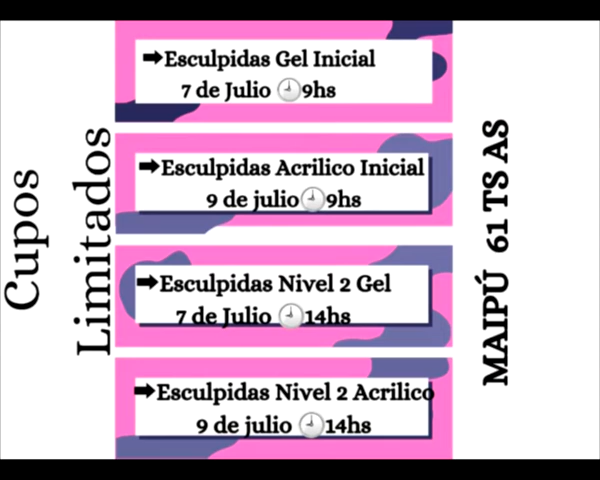 Cupos
Limitados
➡Esculpidas Gel Inicial
7 de Julio 🕘9hs
➡Esculpidas Acrilico Inicial
9 de julio🕘9hs
➡Esculpidas Nivel 2 Gel
7 de Julio 🕘14hs
➡Esculpidas Nivel 2 Acrilico
9 de julio 🕘14hs
MAIPÚ 61 TS AS